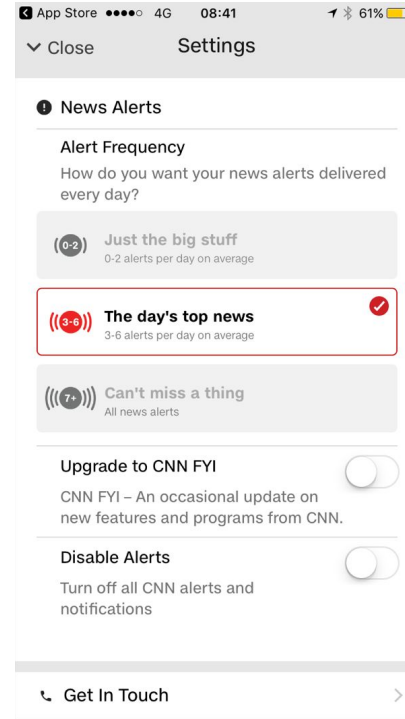 App Store 4G 08:41 61%
Close Settings
News Alerts
Alert Frequency
How do you want your news alerts delivered
every day?
0-2 Just the big stuff
0-2 alerts per day on average
3-6 The day's top news
3-6 alerts per day on average
7+ Can't miss a thing
All news alerts
Upgrade to CNN FYI
CNN FYI – An occasional update on
new features and programs from CNN.
Disable Alerts
Turn off all CNN alerts and
notifications
Get In Touch